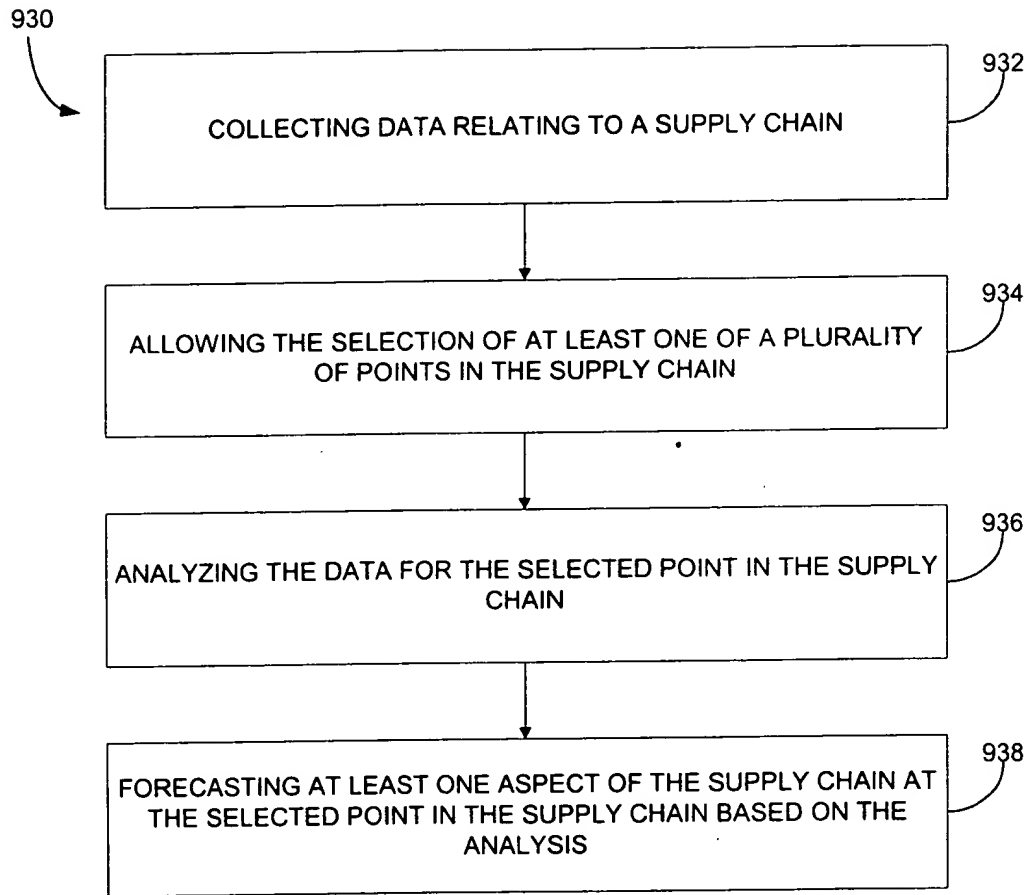 930
932
COLLECTING DATA RELATING TO A SUPPLY CHAIN
934
ALLOWING THE SELECTION OF AT LEAST ONE OF A PLURALITY
OF POINTS IN THE SUPPLY CHAIN
936
ANALYZING THE DATA FOR THE SELECTED POINT IN THE SUPPLY
CHAIN
938
FORECASTING AT LEAST ONE ASPECT OF THE SUPPLY CHAIN AT
THE SELECTED POINT IN THE SUPPLY CHAIN BASED ON THE
ANALYSIS